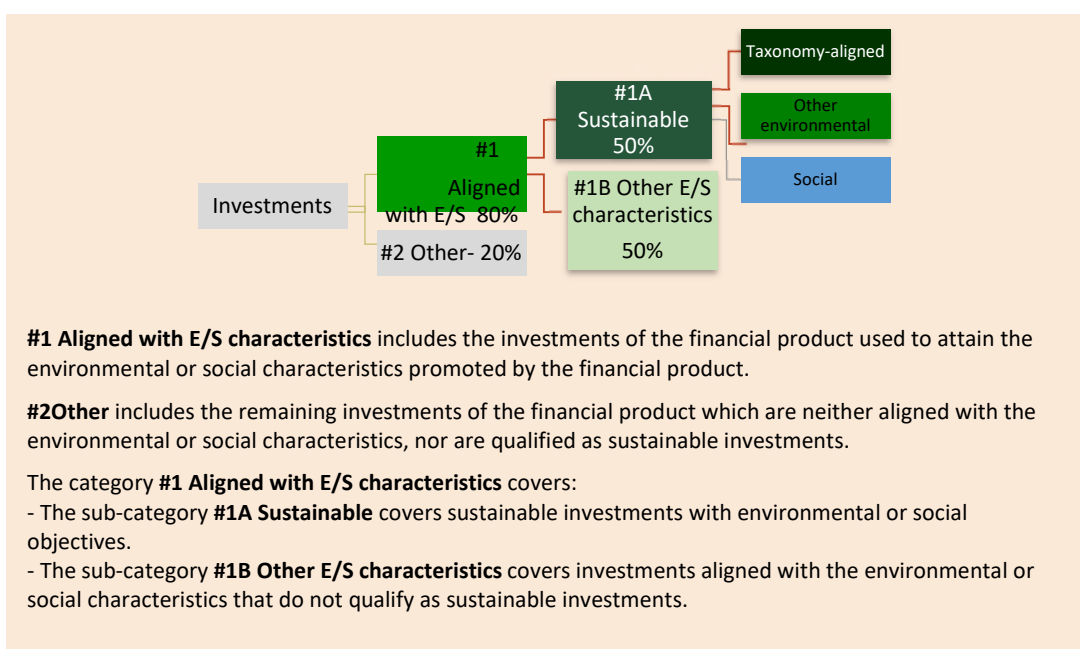 Taxonomy-aligned
#1A
Sustainable
50%
Other
environmental
#1
Aligned
with E/S 80%
Social
#1B Other E/S
characteristics
50%
Investments
#2 Other- 20%
#1 Aligned with E/S characteristics includes the investments of the financial product used to attain the
environmental or social characteristics promoted by the financial product.
#2Other includes the remaining investments of the financial product which are neither aligned with the
environmental or social characteristics, nor are qualified as sustainable investments.
The category #1 Aligned with E/S characteristics covers:
- The sub-category #1A Sustainable covers sustainable investments with environmental or social
objectives.
- The sub-category #1B Other E/S characteristics covers investments aligned with the environmental or
social characteristics that do not qualify as sustainable investments.